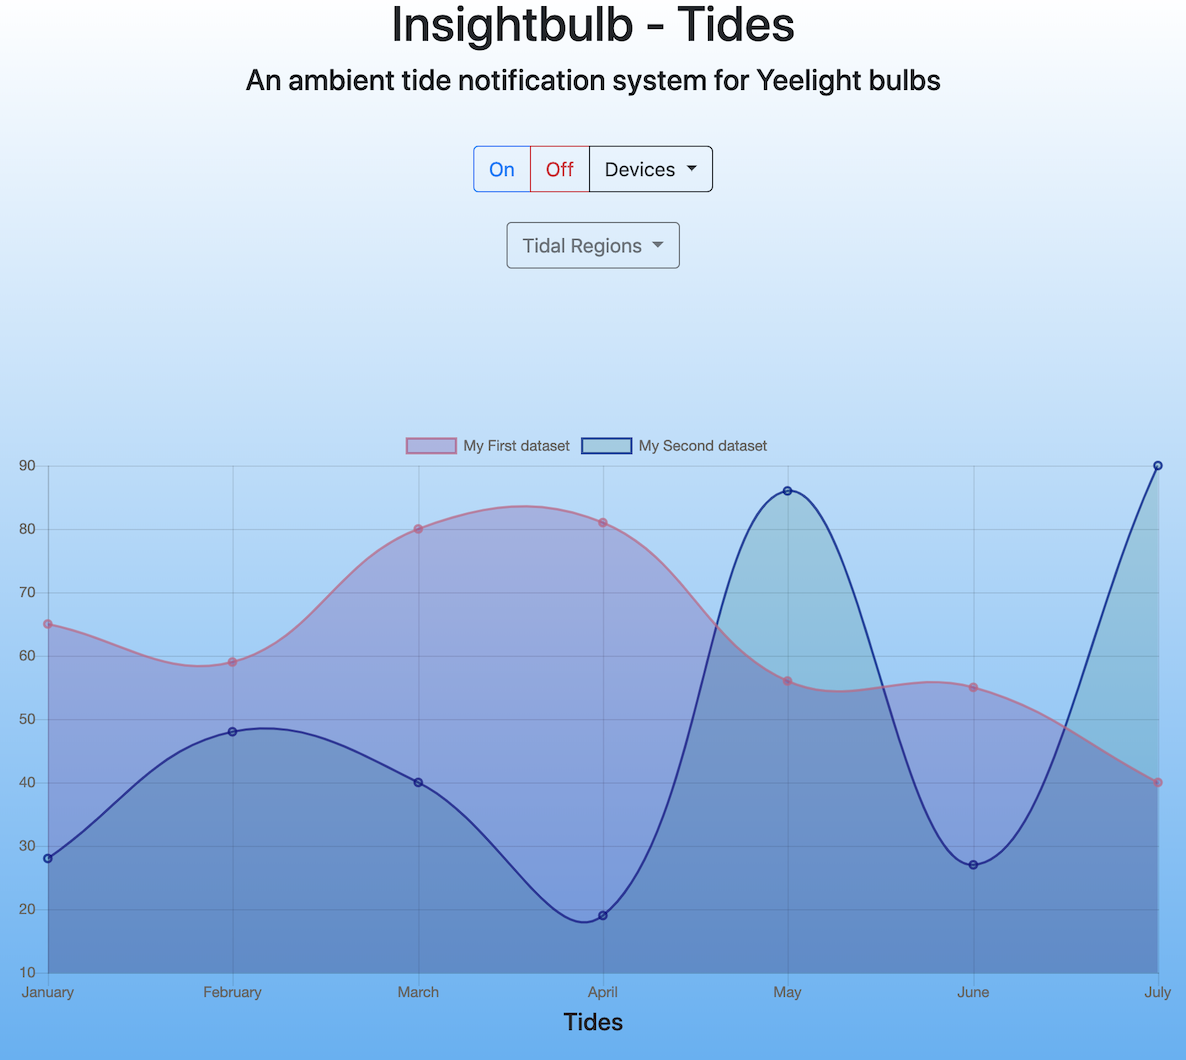 Insightbulb - Tides
An ambient tide notification system for Yeelight bulbs
On Off Devices
Tidal Regions
My First dataset My Second dataset
90
80
70
60
50
40
30
20
10
January February March April May June July
Tides